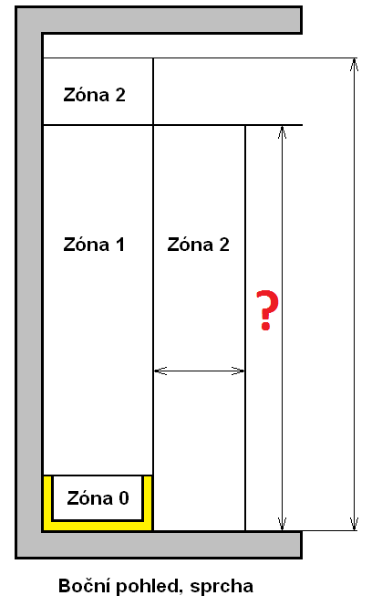 Zóna 2
Zóna 1 Zóna 2
?
Zóna 0
Boční pohled, sprcha